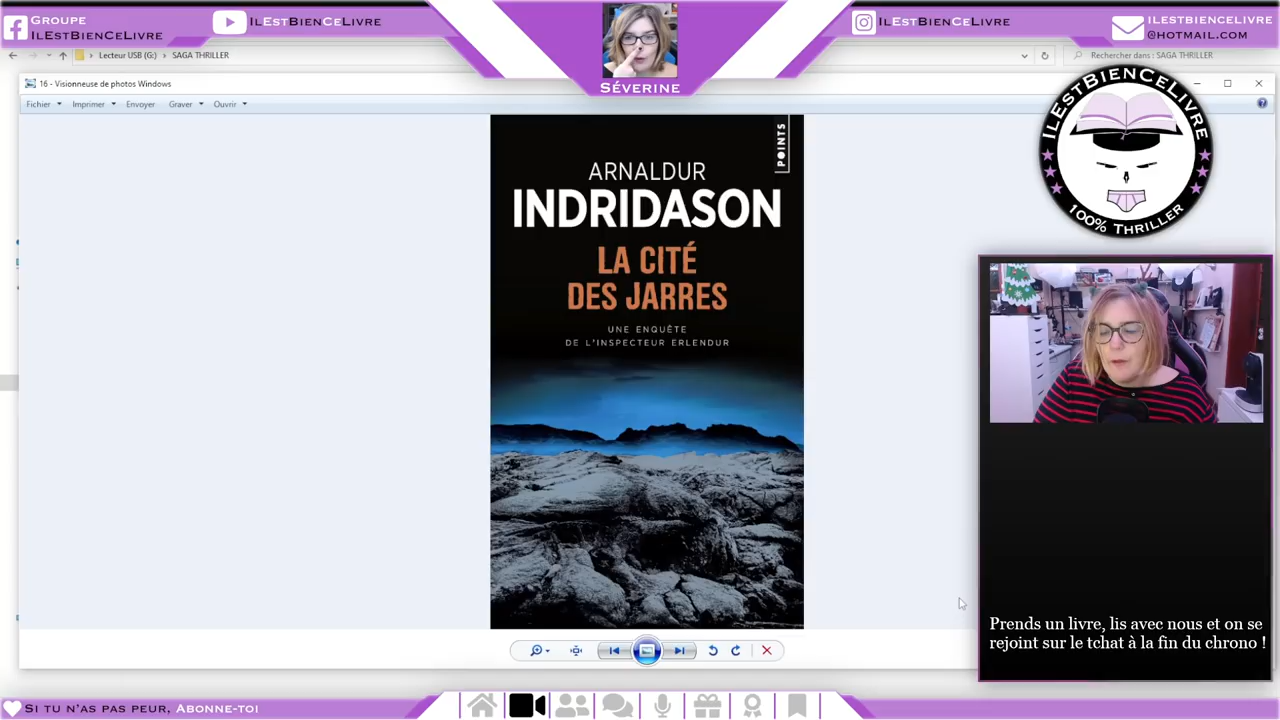 GROUPE
ILESTBIENCELIVRE
ILESTBIENCELIVRE
SÉVERINE
ILESTBIENCELIVRE
ILESTBIENCELIVRE
@HOTMAIL.COM
Lecteur USB (G:)
SAGA THRILLER
Rechercher dans : SAGA THRILLER
16 - Visionneuse de photos Windows
Fichier
Imprimer
Envoyer
Graver
Ouvrir
POINTS
ARNALDUR
INDRIDASON
LA CITÉ
DES JARRES
UNE ENQUÊTE
DE L'INSPECTEUR ERLENDUR
ILESTBIENCELIVRE
100% THRILLER
Prends un livre, lis avec nous et on se
rejoint sur le tchat à la fin du chrono !
SI TU N'AS PAS PEUR, ABONNE-TOI